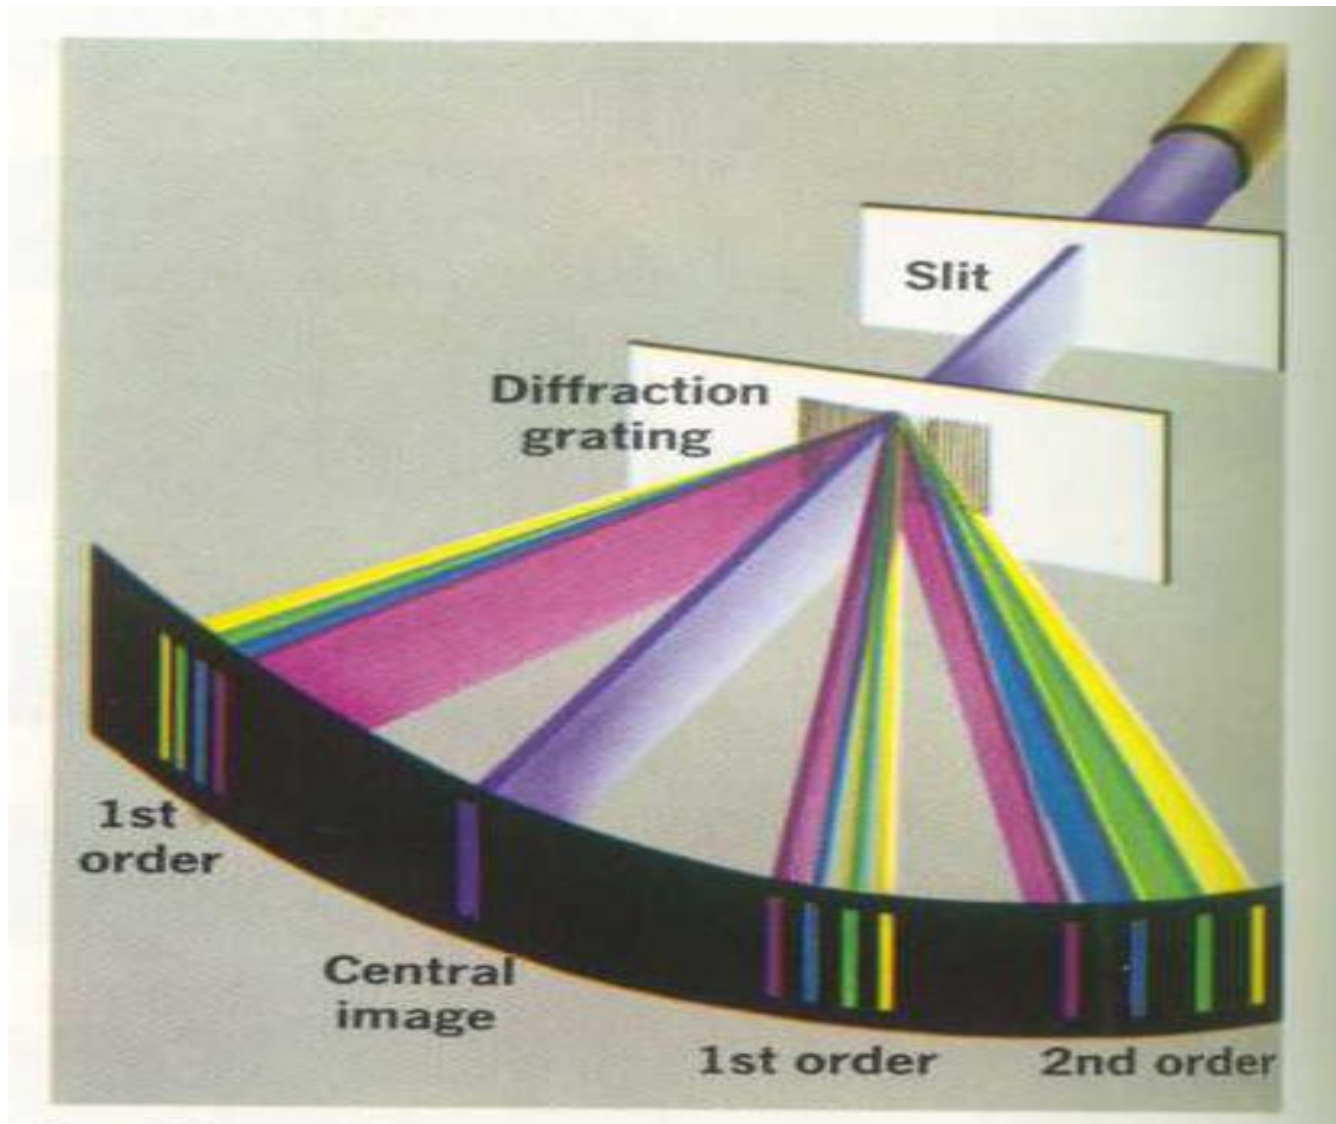 Slit
Diffraction
grating
1st
order
Central
image
1st order
2nd order